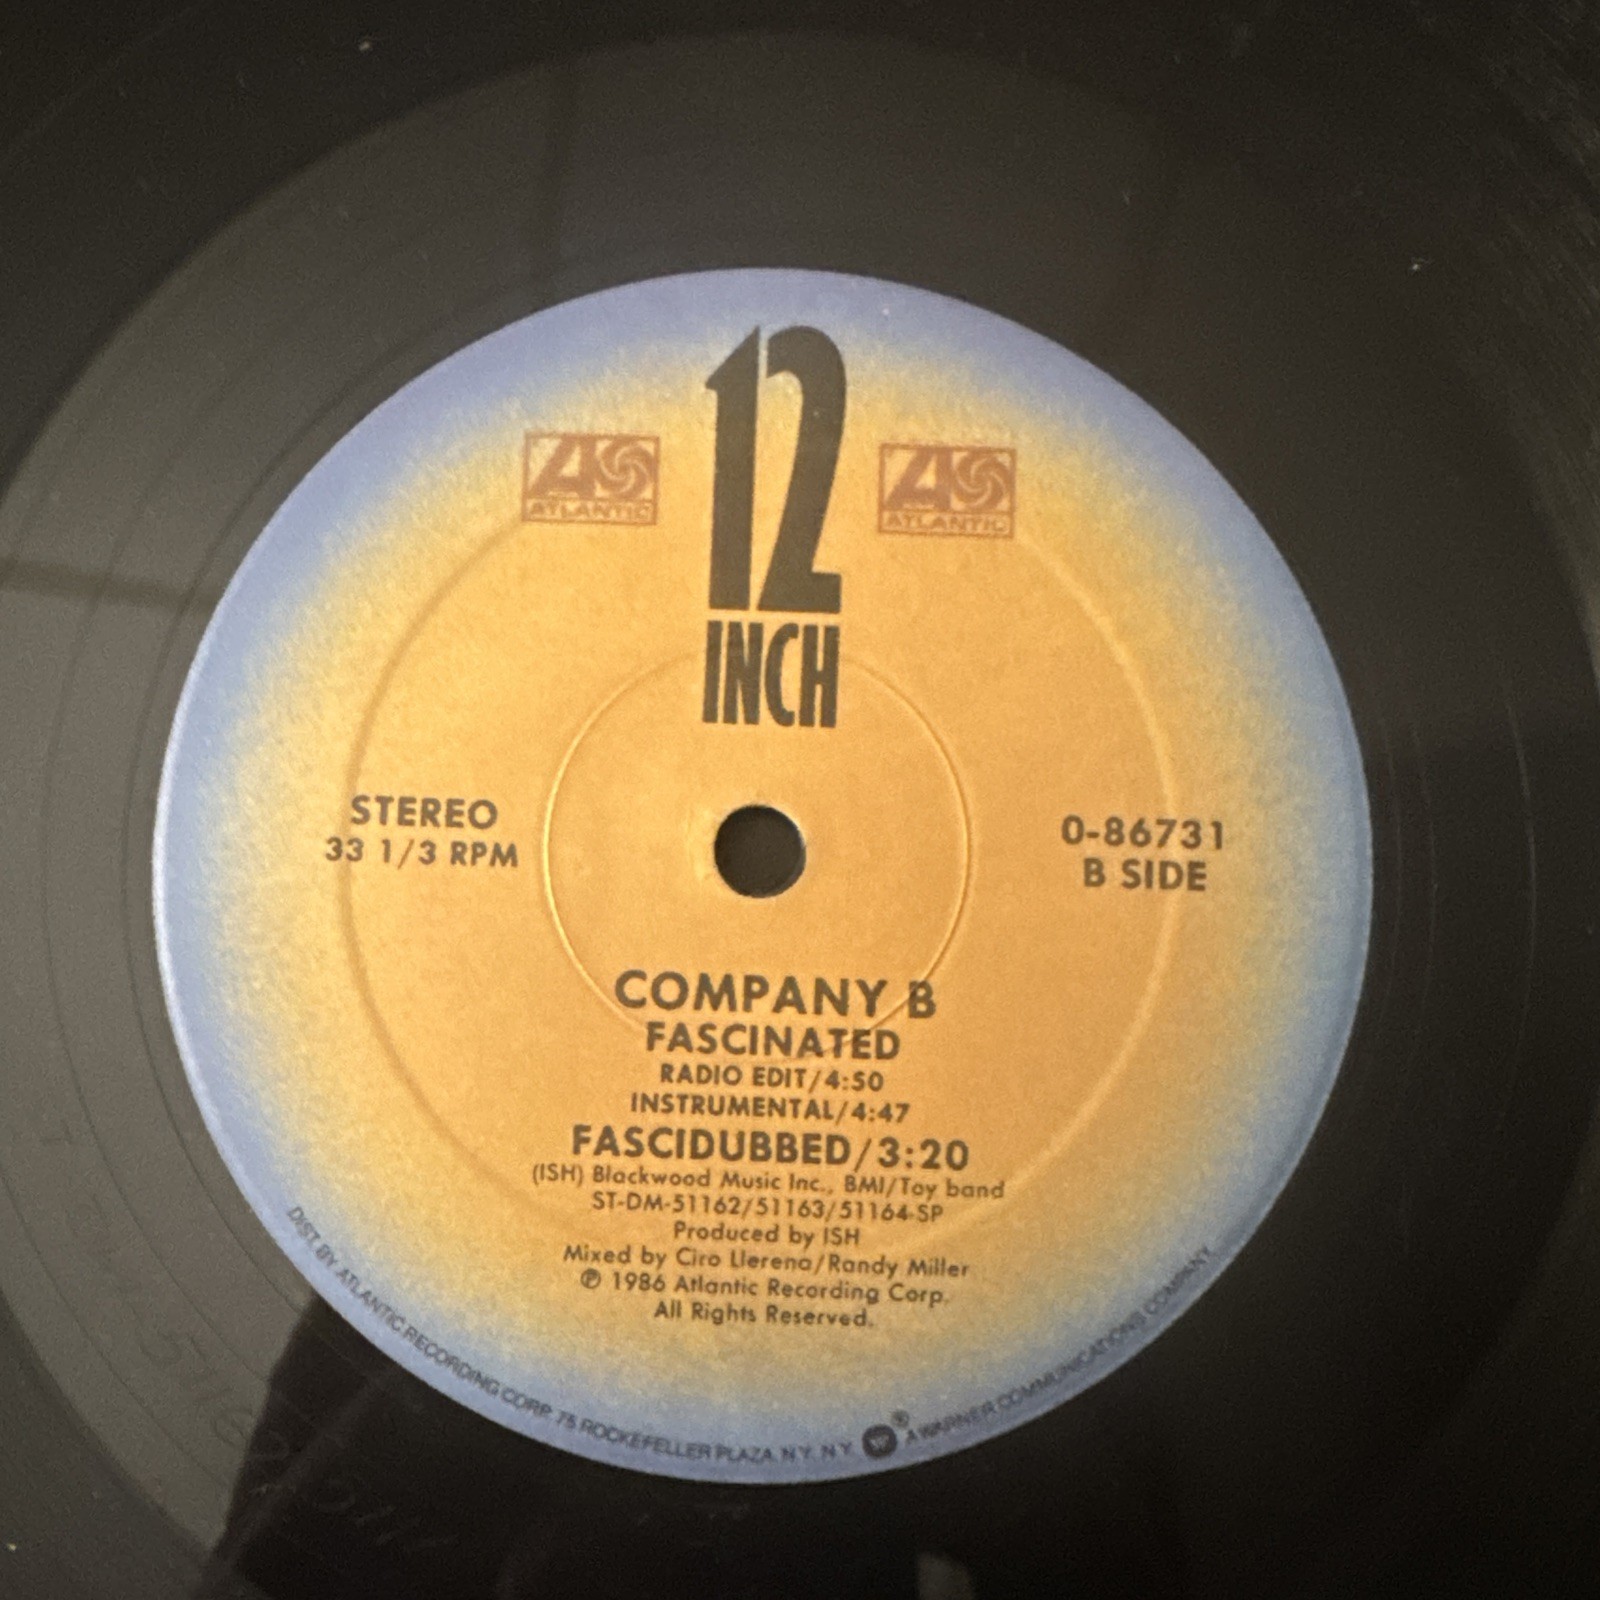 12
INCH
ATLANTIC
ATLANTIC
STEREO
33 1/3 RPM
0-86731
B SIDE
COMPANY B
FASCINATED
RADIO EDIT/4:50
INSTRUMENTAL/4:47
FASCIDUBBED/3:20
(ISH) Blackwood Music Inc., BMI/Toy band
ST-DM-51162/51163/51164-SP
Produced by ISH
Mixed by Ciro Llerena/Randy Miller
℗ 1986 Atlantic Recording Corp.
All Rights Reserved.
DIST. BY ATLANTIC RECORDING CORP. 75 ROCKEFELLER PLAZA. N.Y. N.Y. ® A WARNER COMMUNICATIONS COMPANY